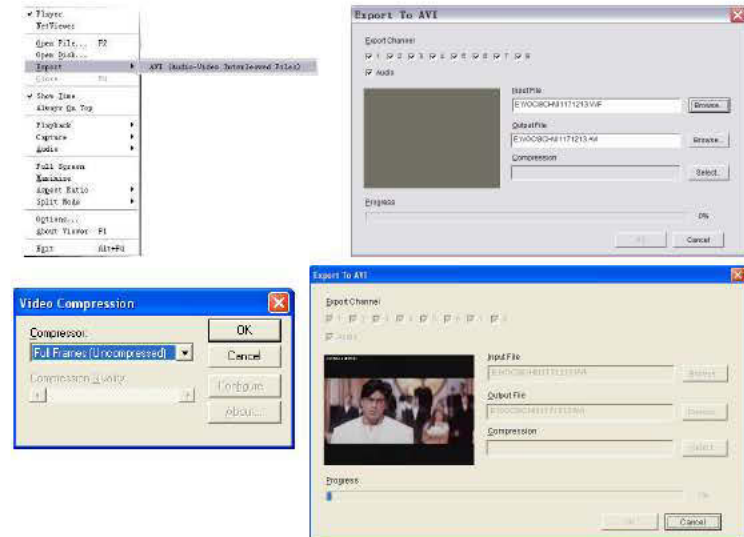 Player
NetViewer
Open File... F2
Open Disk...
Export
AVI (Audio-Video Interleaved Files)
Close
Show Time
Always On Top
Playback
Capture
Audio
Full Screen
Maximize
Aspect Ratio
Split Mode
Options...
About Viewer F1
Exit Alt+F4
Export To AVI
Export Channel
1 2 3 4 5 6 7 8
Audio
Input File
Browse...
Output File
Browse...
Compression
Select...
Progress
0%
Cancel
Video Compression
Compressor:
OK
Full Frames (Uncompressed)
Cancel
Compression Quality:
Configure...
About...
Export To AVI
Export Channel
Audio
Input File
Browse...
Output File
Browse...
Compression
Select...
Progress
Cancel